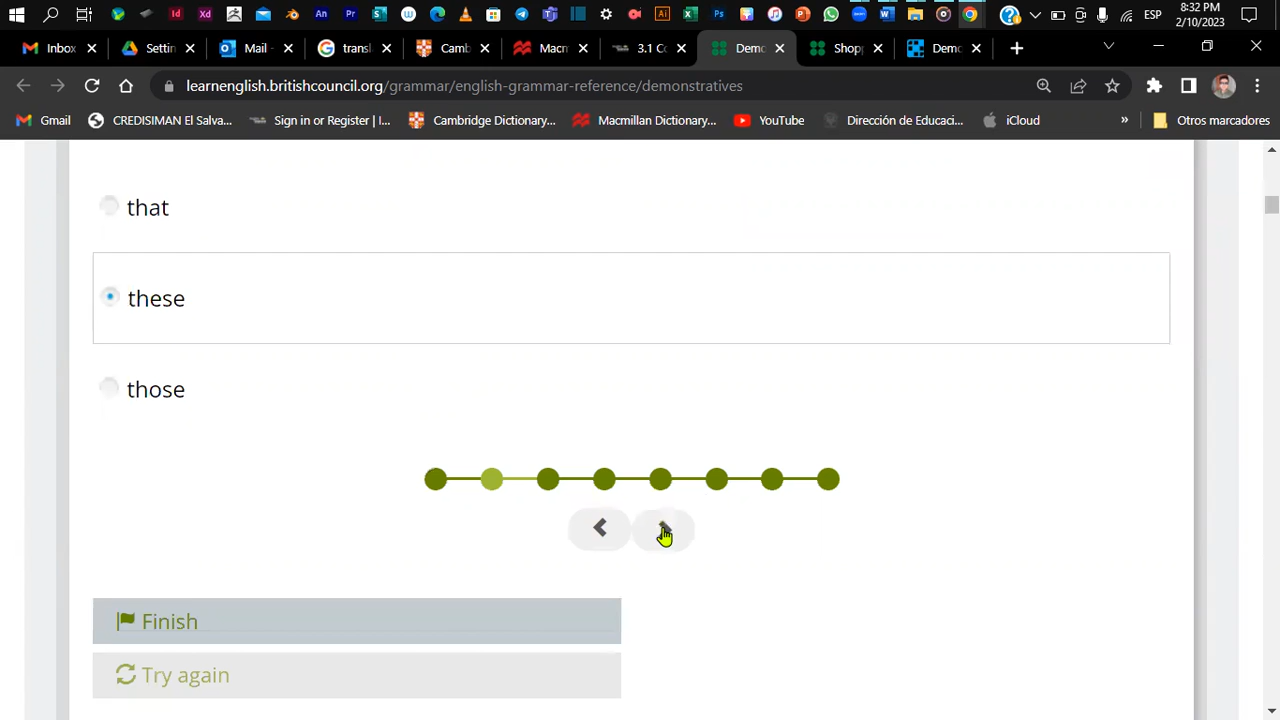 ESP
8:32 PM
2/10/2023
Inbox
Settin
Mail -
transl
Camb
Macm
3.1 Co
Demo
Shopp
Demo
learnenglish.britishcouncil.org/grammar/english-grammar-reference/demonstratives
Gmail
CREDISIMAN El Salva...
Sign in or Register | l...
Cambridge Dictionary...
Macmillan Dictionary...
YouTube
Dirección de Educaci...
iCloud
»
Otros marcadores
that
these
those
Finish
Try again